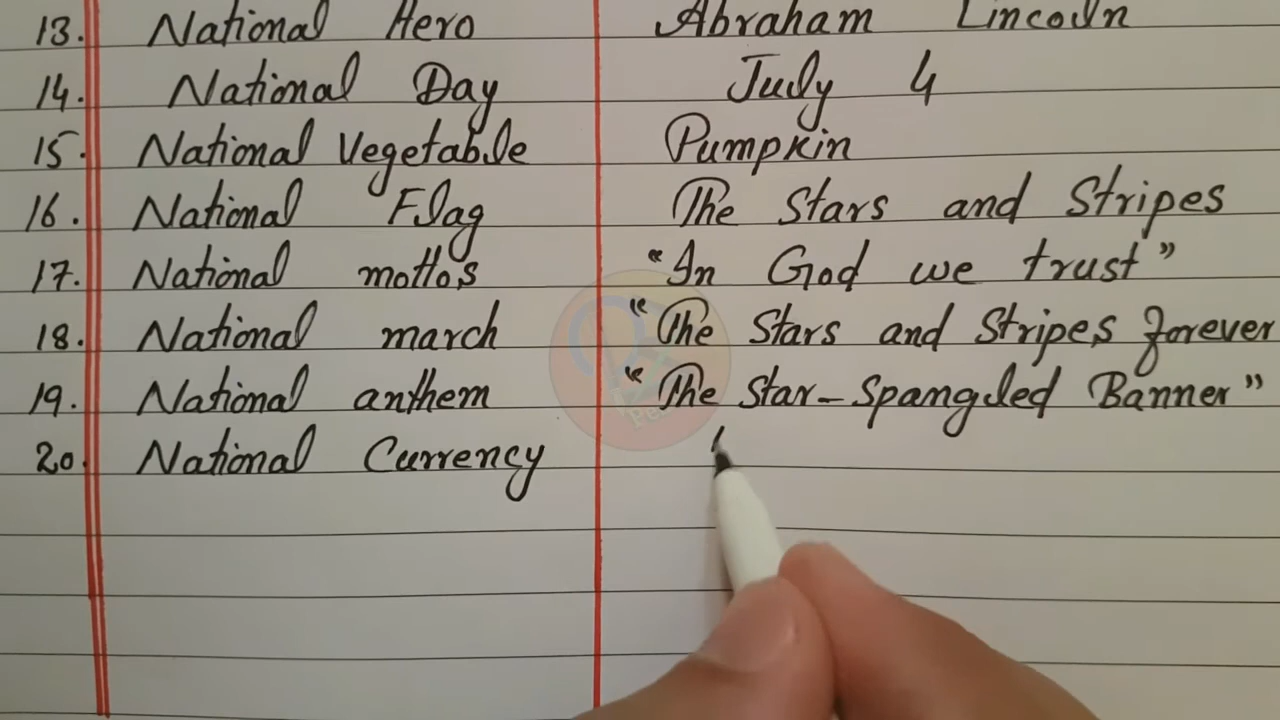 13. National Hero Abraham Lincoln
14. National Day July 4
15. National Vegetable Pumpkin
16. National Flag The Stars and Stripes
17. National mottos "In God we trust"
18. National march "The Stars and Stripes forever
19. National anthem "The Star-Spangled Banner"
20. National Currency